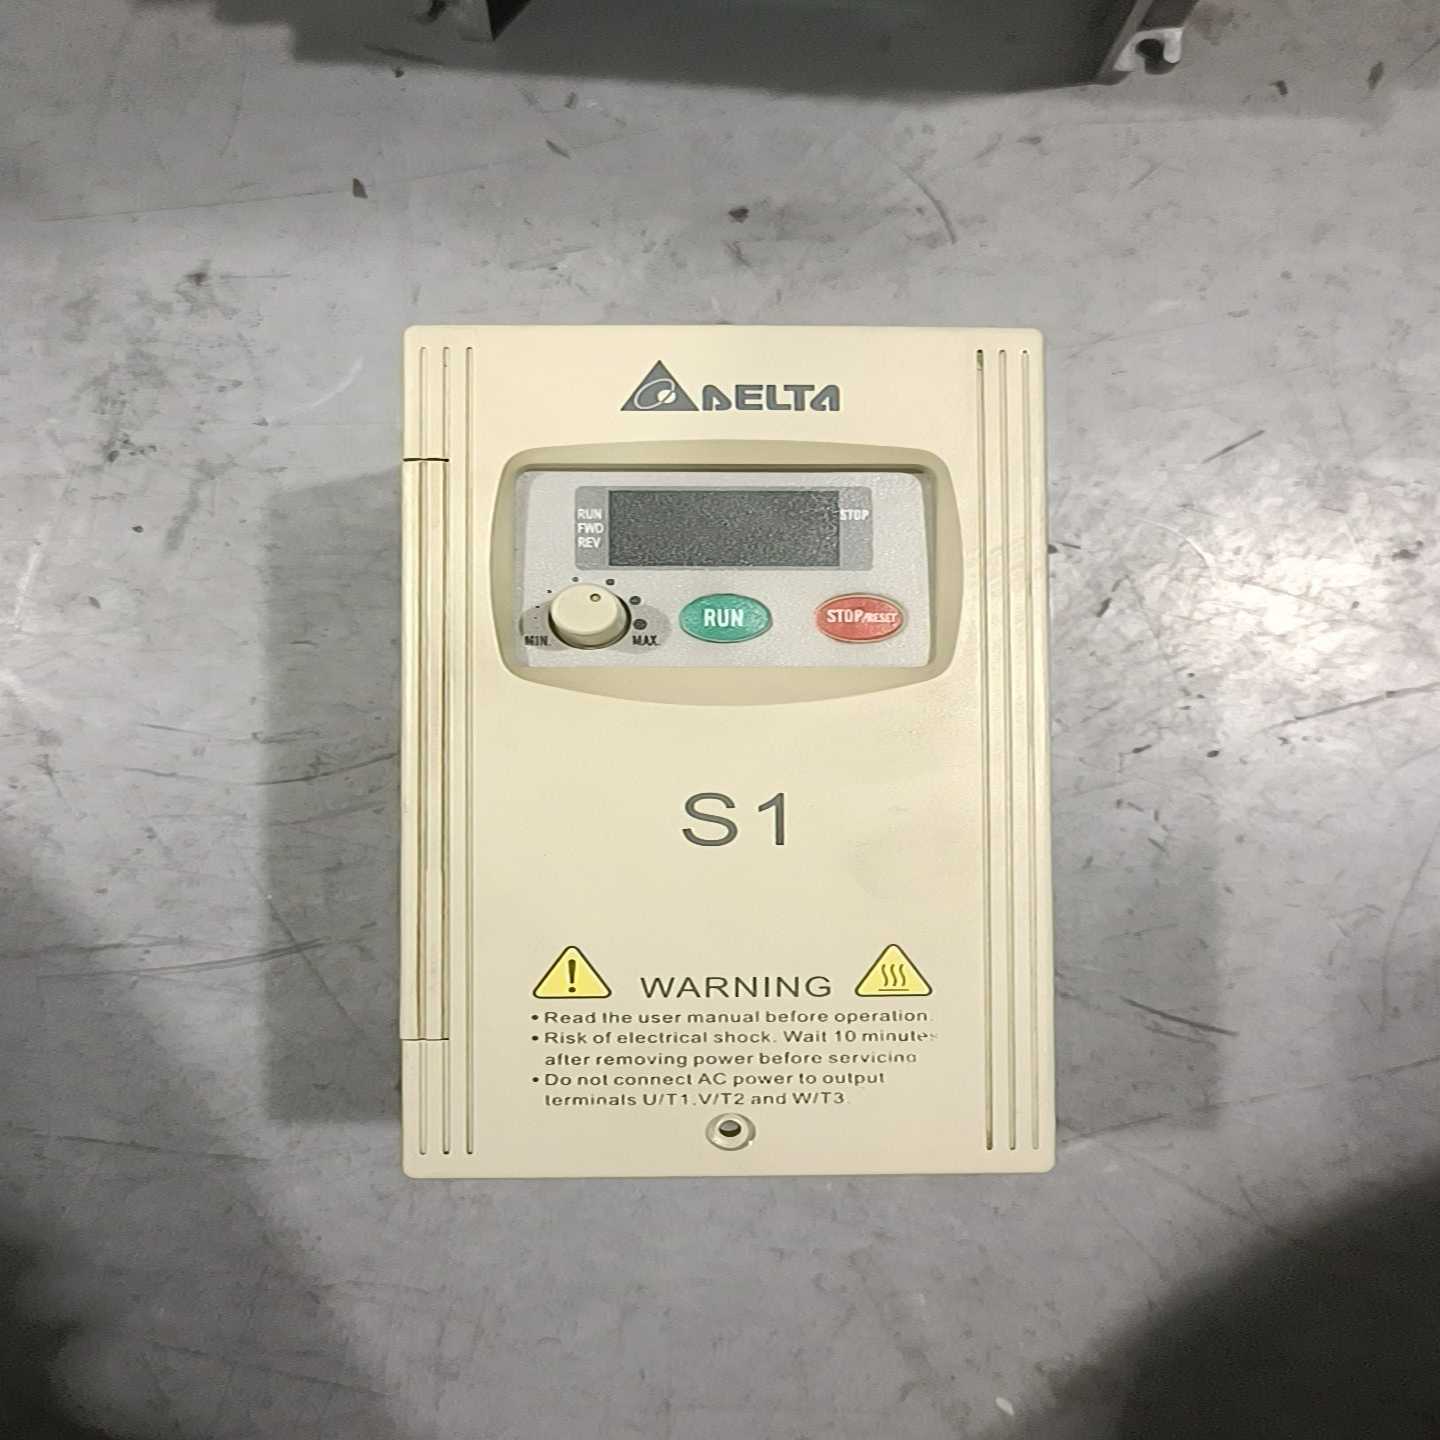 DELTA
RUN
FWD
REV
STOP
MIN.
MAX.
RUN
STOP/RESET
S1
WARNING
• Read the user manual before operation.
• Risk of electrical shock. Wait 10 minutes
after removing power before servicing
• Do not connect AC power to output
terminals U/T1,V/T2 and W/T3.